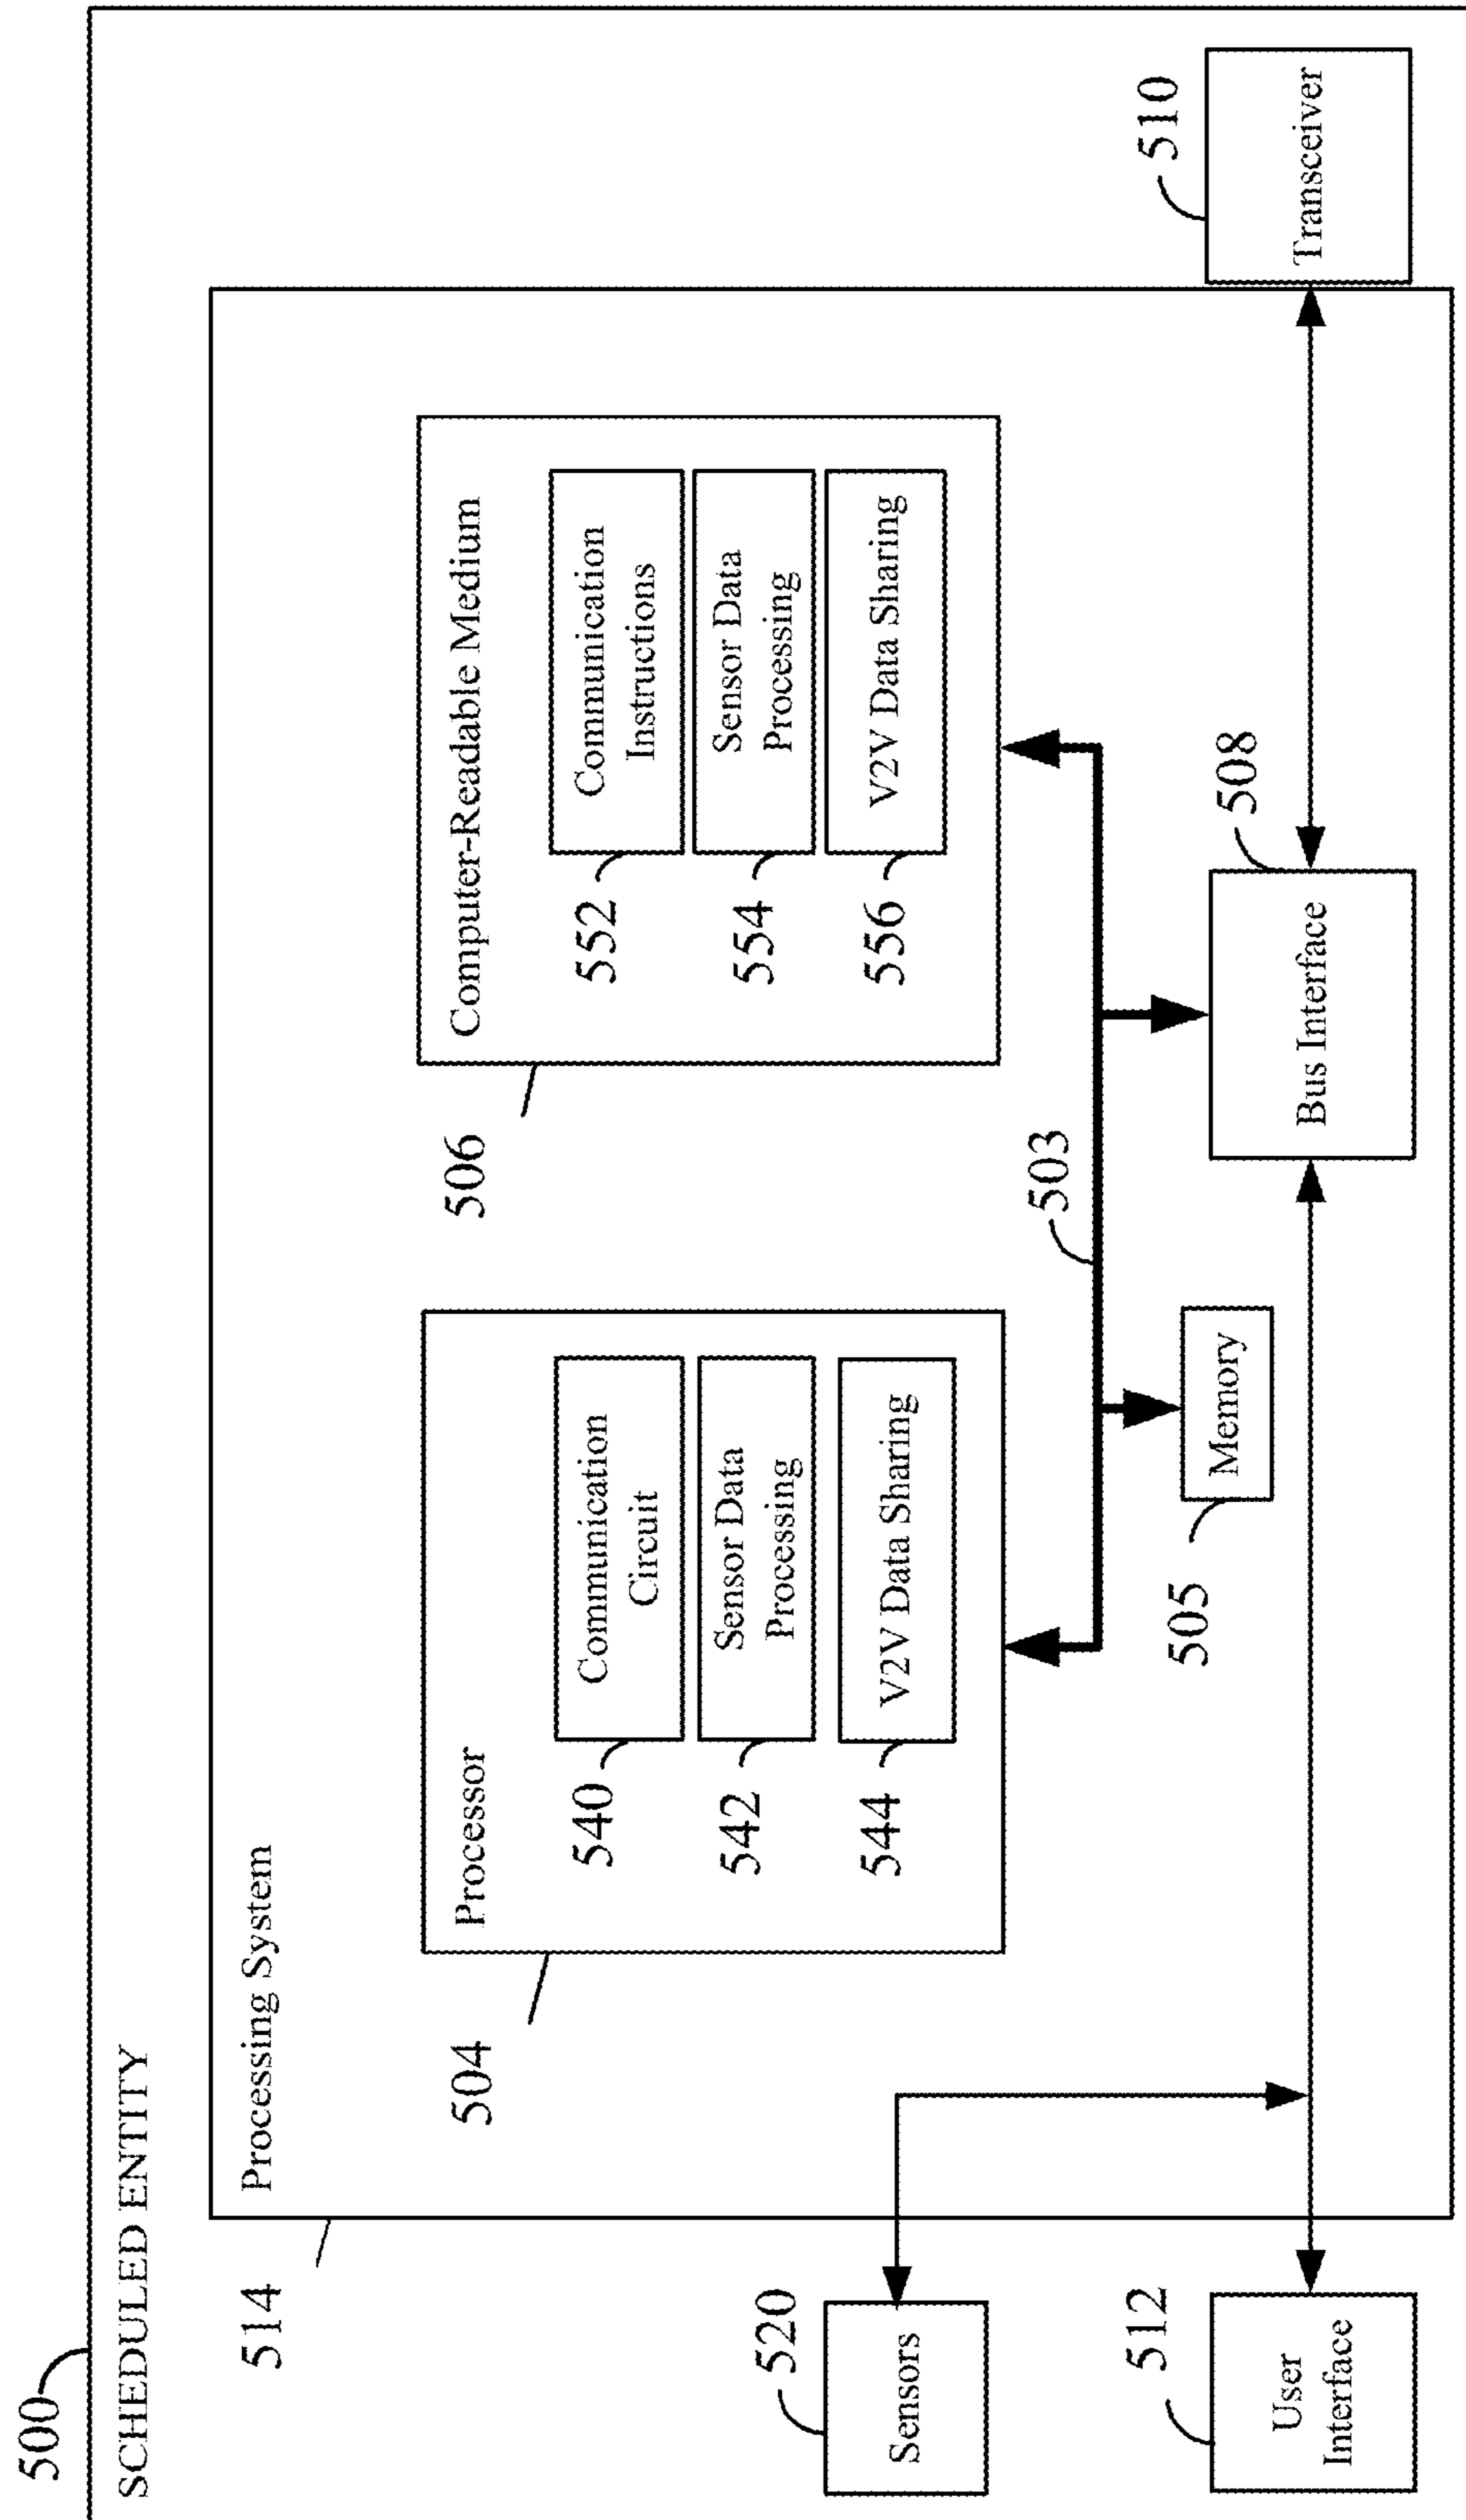 500
SCHEDULED ENTITY
514
Processing System
504
Processor
540
Communication
Circuit
542
Sensor Data
Processing
544
V2V Data Sharing
506
Computer-Readable Medium
552
Communication
Instructions
554
Sensor Data
Processing
556
V2V Data Sharing
503
520
Sensors
505
Memory
508
Bus Interface
512
User
Interface
510
Transceiver